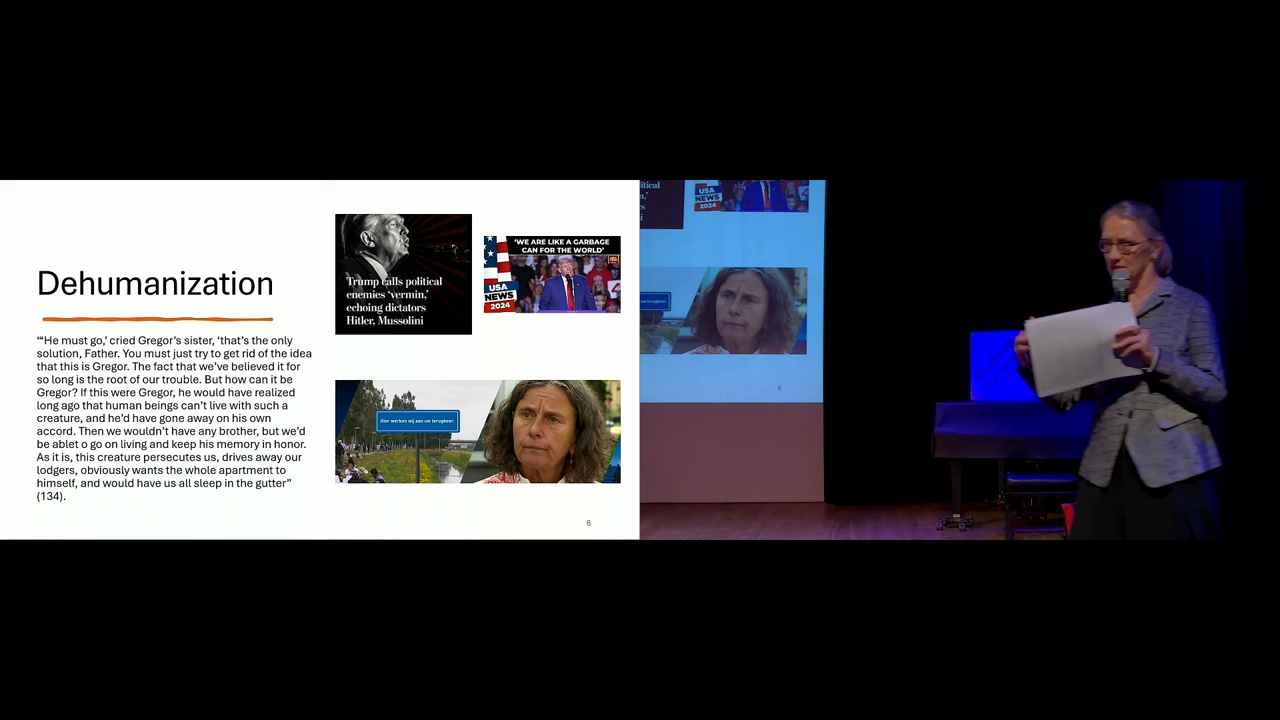 Dehumanization
“‘He must go,’ cried Gregor’s sister, ‘that’s the only
solution, Father. You must just try to get rid of the idea
that this is Gregor. The fact that we’ve believed it for
so long is the root of our trouble. But how can it be
Gregor? If this were Gregor, he would have realized
long ago that human beings can’t live with such a
creature, and he’d have gone away on his own
accord. Then we wouldn’t have any brother, but we’d
be ablet o go on living and keep his memory in honor.
As it is, this creature persecutes us, drives away our
lodgers, obviously wants the whole apartment to
himself, and would have us all sleep in the gutter”
(134).
Trump calls political
enemies ‘vermin,’
echoing dictators
Hitler, Mussolini
'WE ARE LIKE A GARBAGE
CAN FOR THE WORLD'
USA
NEWS
2024
Hier werken wij aan uw terugkeer.
6
USA
NEWS
2024
6